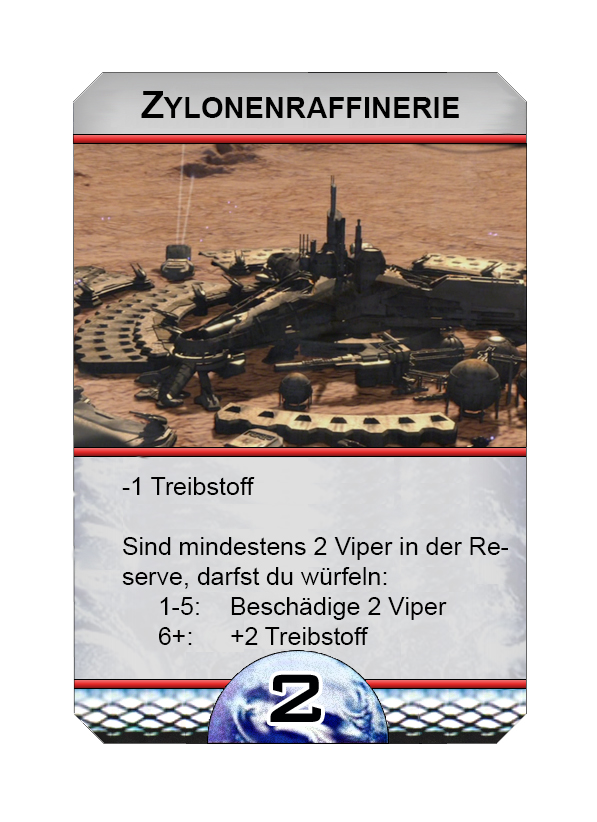 Zylonenraffinerie
-1 Treibstoff
Sind mindestens 2 Viper in der Re-
serve, darfst du würfeln:
1-5: Beschädige 2 Viper
6+: +2 Treibstoff
2